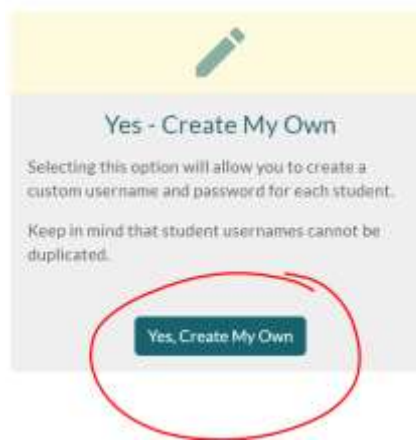 Yes - Create My Own
Selecting this option will allow you to create a
custom username and password for each student.
Keep in mind that student usernames cannot be
duplicated.
Yes, Create My Own